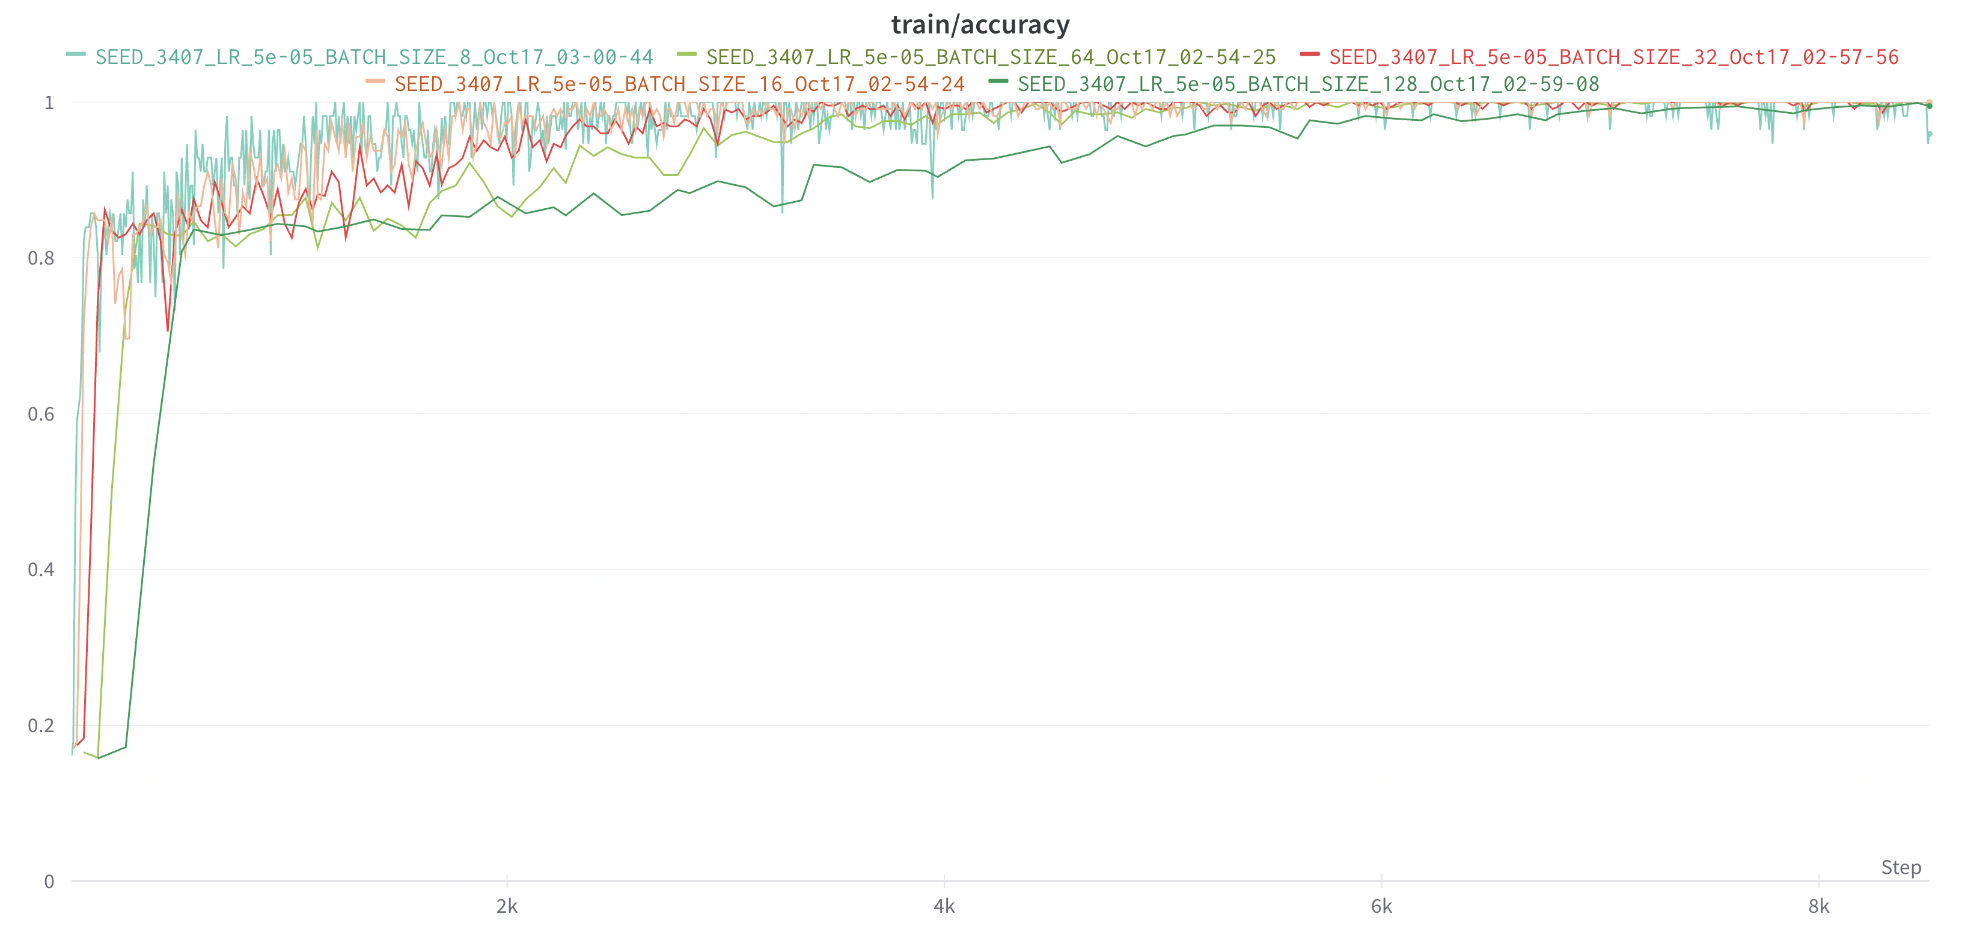 train/accuracy
SEED_3407_LR_5e-05_BATCH_SIZE_8_Oct17_03-00-44 SEED_3407_LR_5e-05_BATCH_SIZE_64_Oct17_02-54-25 SEED_3407_LR_5e-05_BATCH_SIZE_32_Oct17_02-57-56
SEED_3407_LR_5e-05_BATCH_SIZE_16_Oct17_02-54-24 SEED_3407_LR_5e-05_BATCH_SIZE_128_Oct17_02-59-08
1
0.8
0.6
0.4
0.2
Step
0
2k 4k 6k 8k